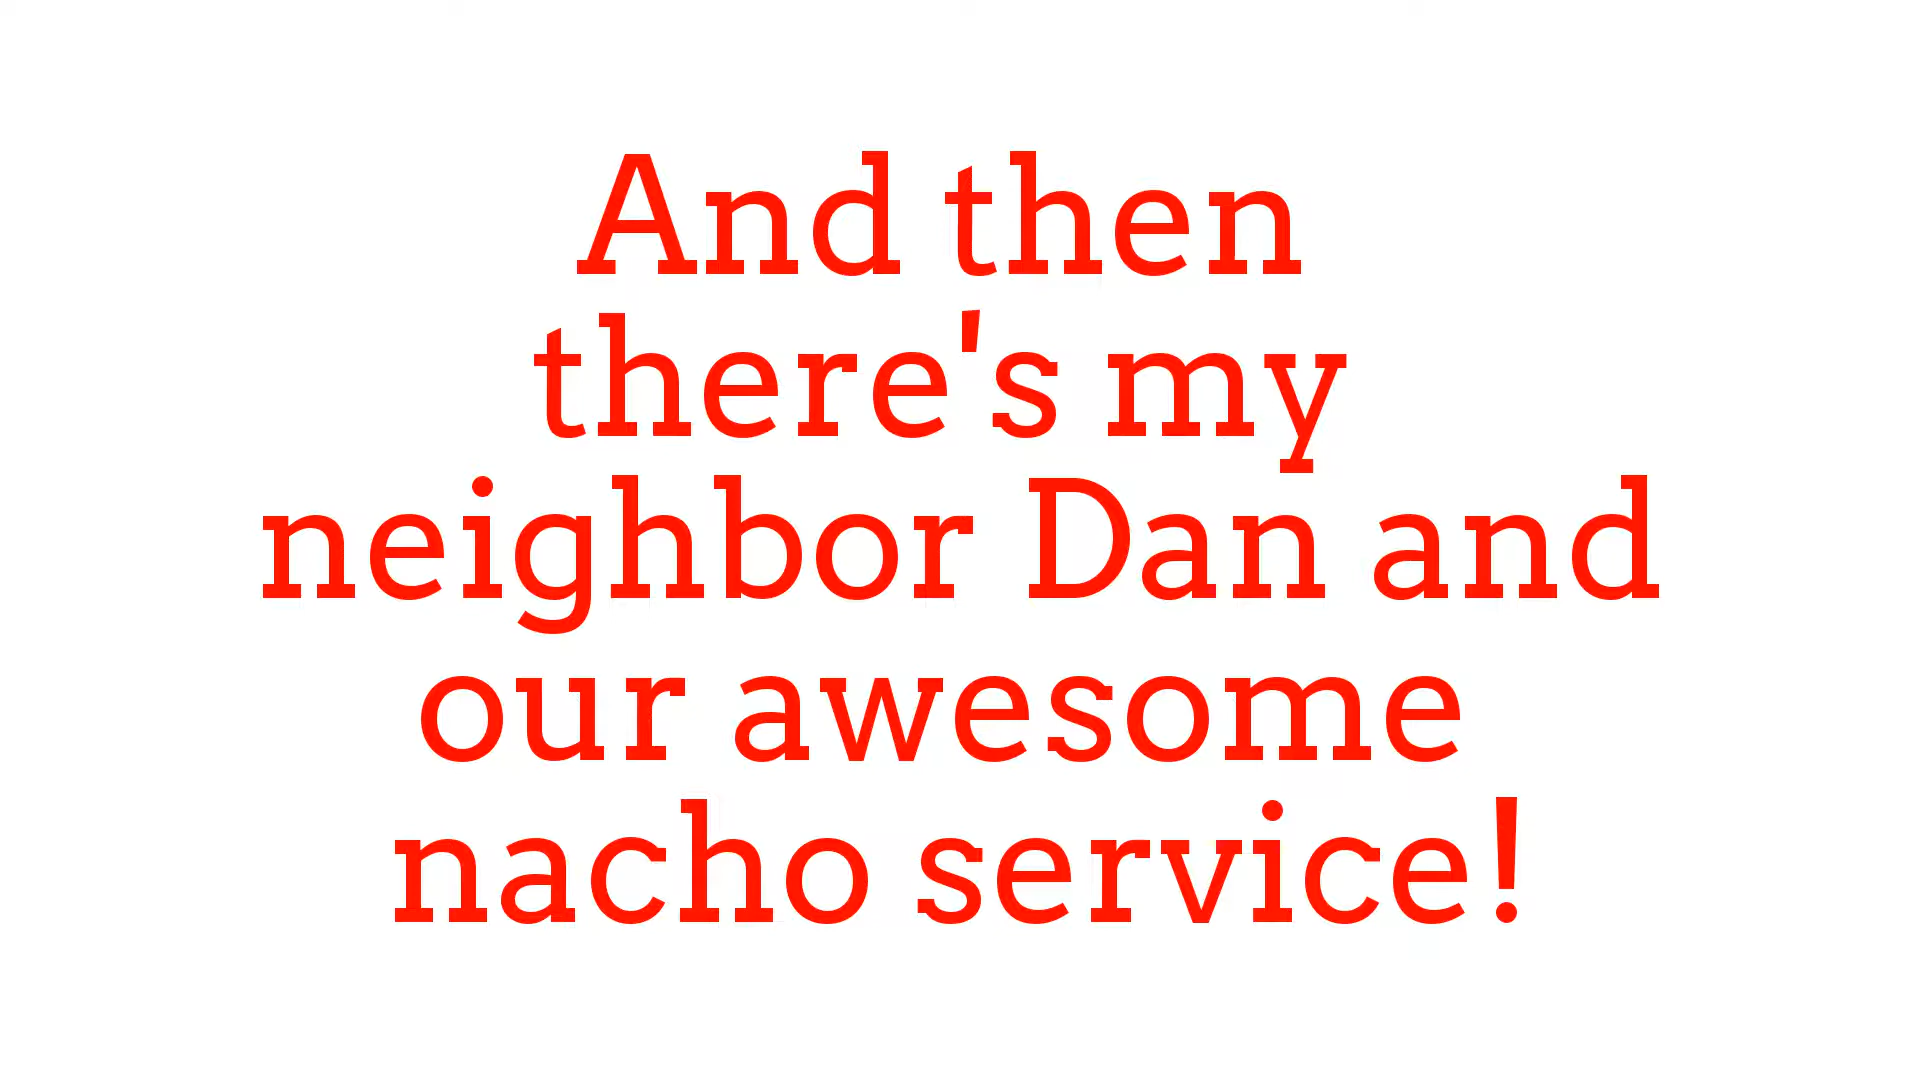 And then
there's my
neighbor Dan and
our awesome
nacho service!